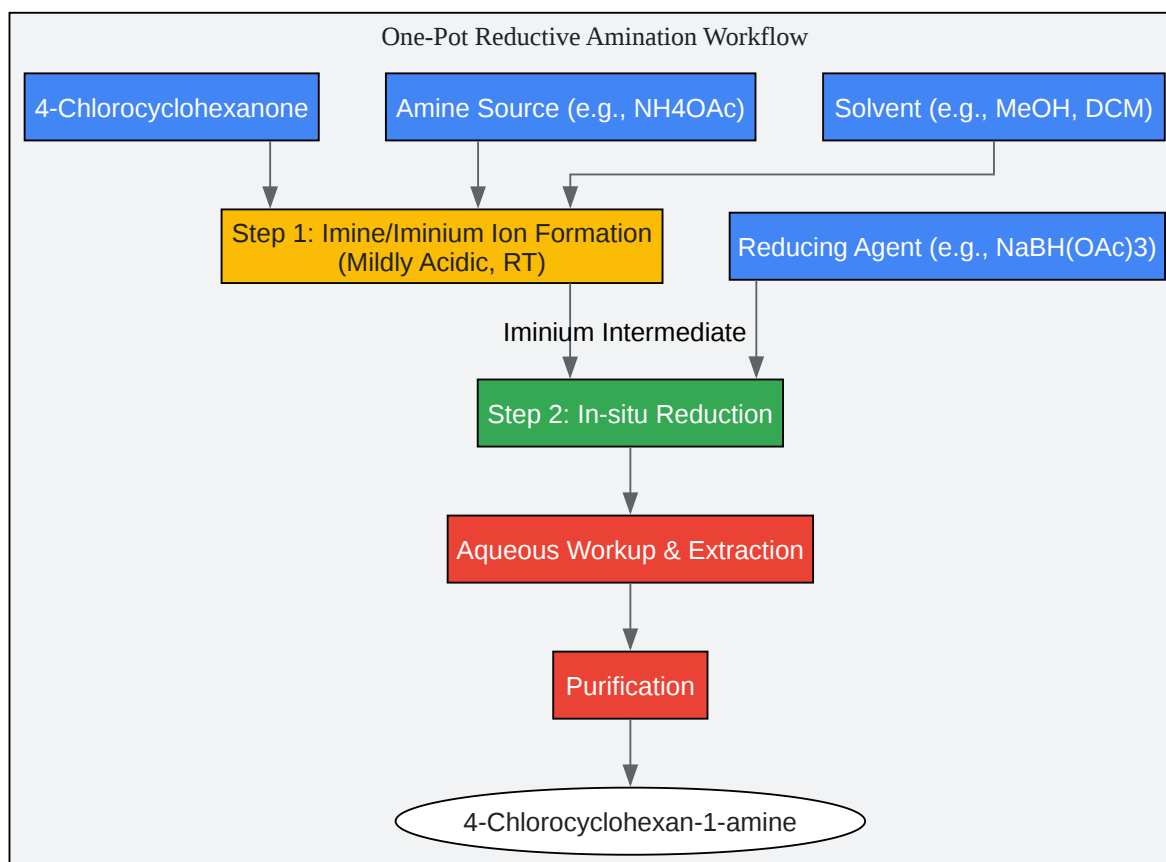 One-Pot Reductive Amination Workflow
4-Chlorocyclohexanone
Amine Source (e.g., NH4OAc)
Solvent (e.g., MeOH, DCM)
Step 1: Imine/Iminium Ion Formation
(Mildly Acidic, RT)
Reducing Agent (e.g., NaBH(OAc)3)
Iminium Intermediate
Step 2: In-situ Reduction
Aqueous Workup & Extraction
Purification
4-Chlorocyclohexan-1-amine